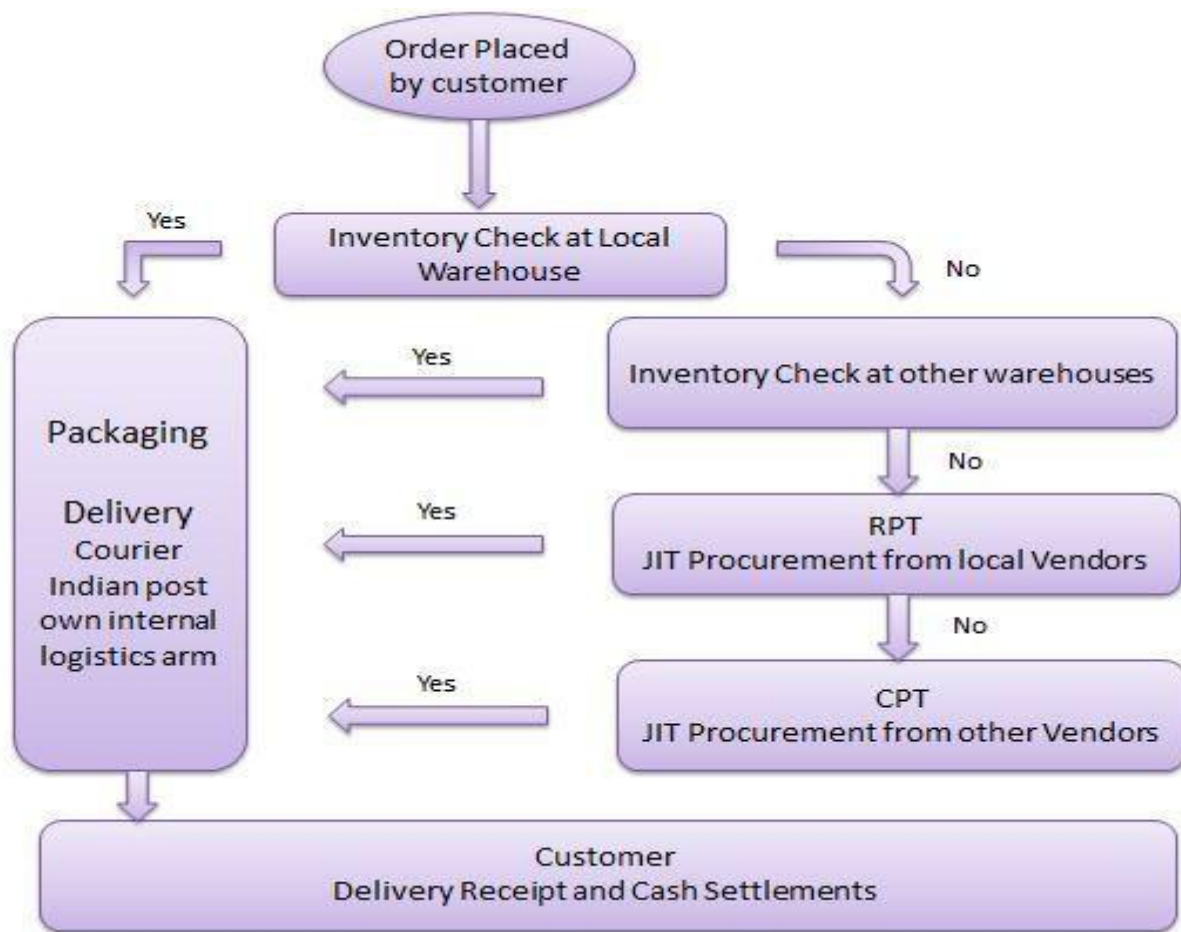 Order Placed
by customer
Yes
Inventory Check at Local
Warehouse
No
Yes
Inventory Check at other warehouses
Packaging
Delivery
Courier
Indian post
own internal
logistics arm
No
Yes
RPT
JIT Procurement from local Vendors
No
Yes
CPT
JIT Procurement from other Vendors
Customer
Delivery Receipt and Cash Settlements